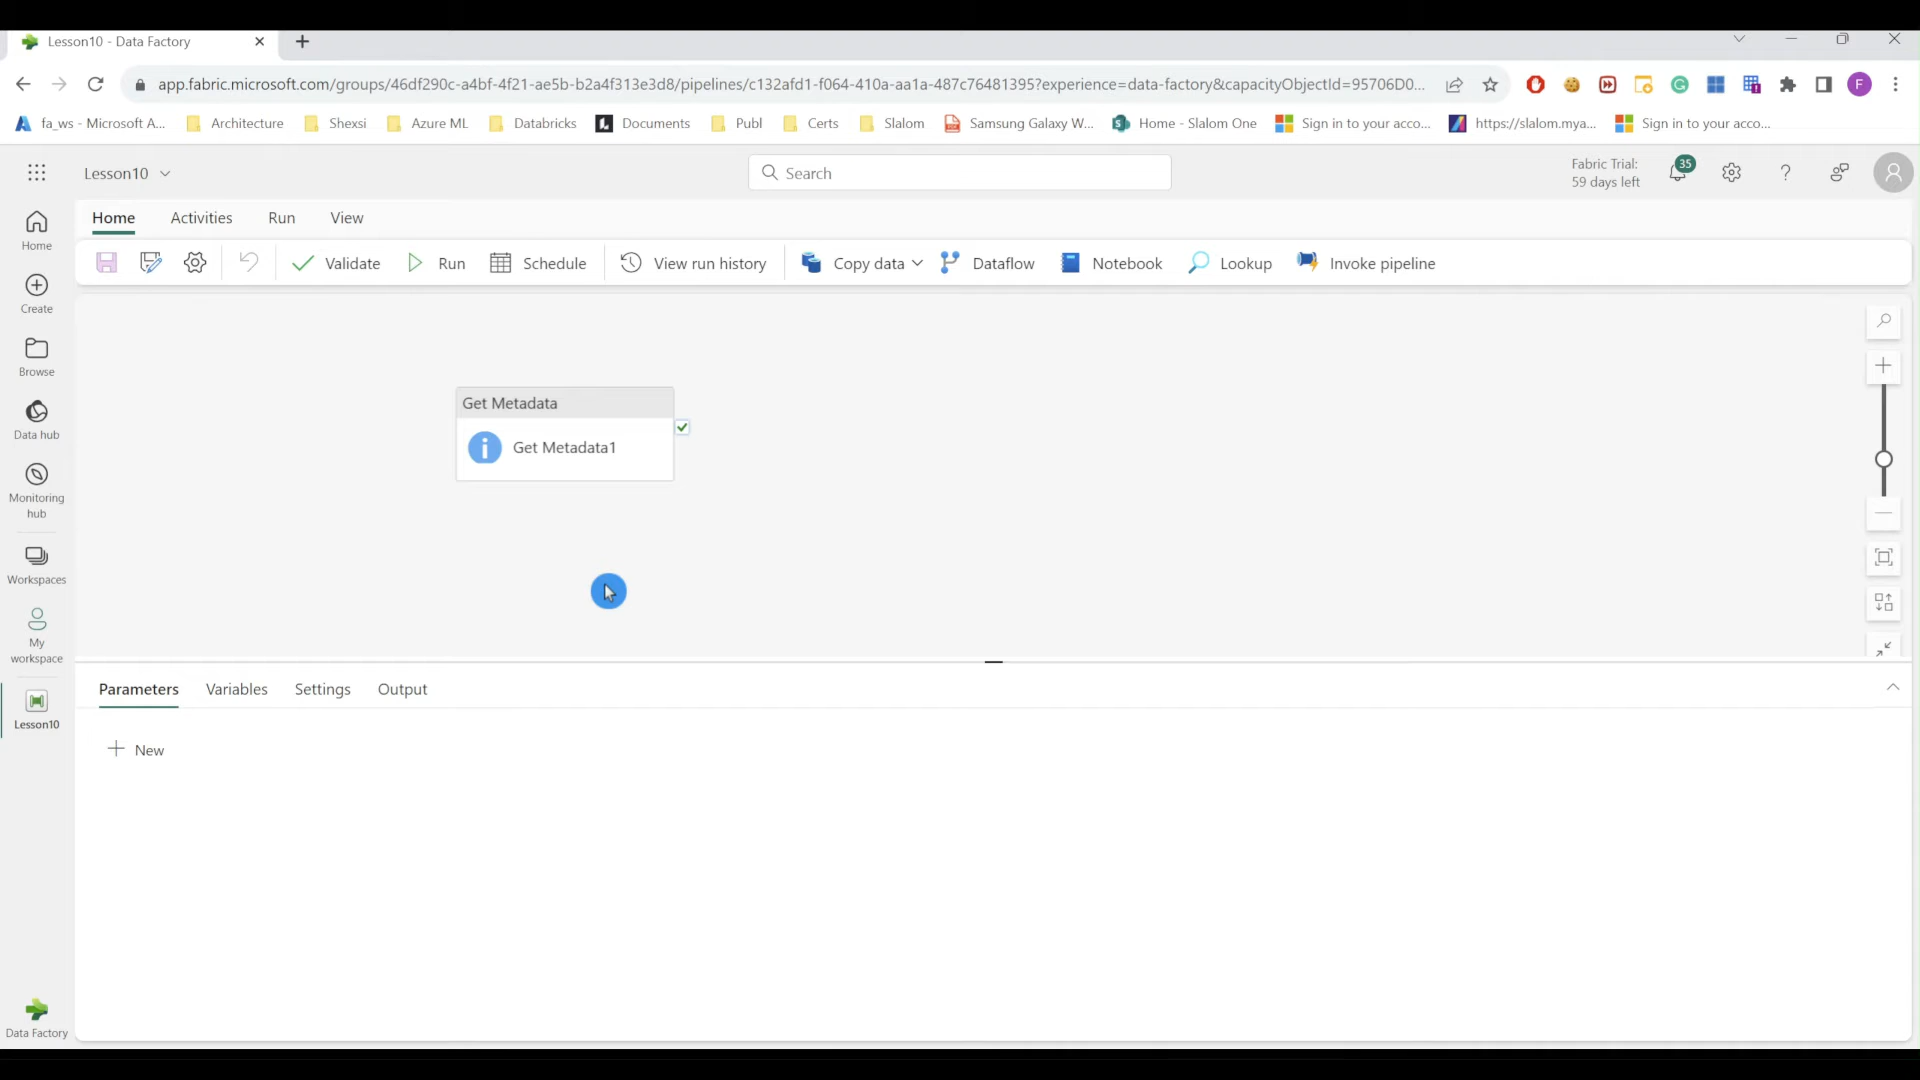 Lesson10 - Data Factory
app.fabric.microsoft.com/groups/46df290c-a4bf-4f21-ae5b-b2a4f313e3d8/pipelines/c132afd1-f064-410a-aa1a-487c76481395?experience=data-factory&capacityObjectId=95706D0...
F
fa_ws - Microsoft A...
Architecture
Shexsi
Azure ML
Databricks
Documents
Publ
Certs
Slalom
Samsung Galaxy W...
Home - Slalom One
Sign in to your acco...
https://slalom.mya...
Sign in to your acco...
Lesson10
Search
Fabric Trial:
59 days left
35
Home
Activities
Run
View
Validate
Run
Schedule
View run history
Copy data
Dataflow
Notebook
Lookup
Invoke pipeline
Home
Create
Browse
Data hub
Monitoring
hub
Workspaces
My
workspace
Lesson10
Data Factory
Get Metadata
Get Metadata1
Parameters
Variables
Settings
Output
New